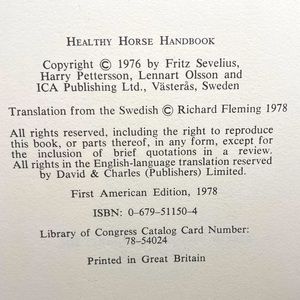 HEALTHY HORSE HANDBOOK
Copyright © 1976 by Fritz Sevelius,
Harry Pettersson, Lennart Olsson and
ICA Publishing Ltd., Västerås, Sweden
Translation from the Swedish © Richard Fleming 1978
All rights reserved, including the right to reproduce
this book, or parts thereof, in any form, except for
the inclusion of brief quotations in a review.
All rights in the English-language translation reserved
by David & Charles (Publishers) Limited.
First American Edition, 1978
ISBN: 0-679-51150-4
Library of Congress Catalog Card Number:
78-54024
Printed in Great Britain